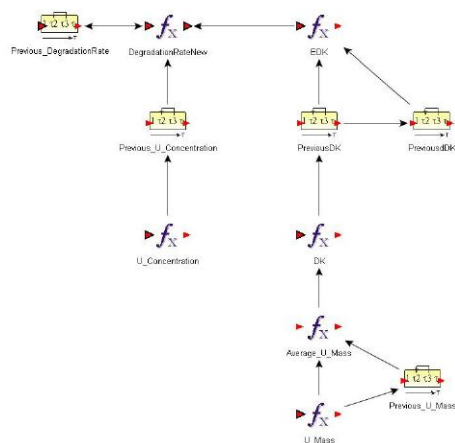 Previous_DegradationRate
DegradationRateNew
EDK
Previous_U_Concentration
PreviousDK
PreviousdDK
U_Concentration
DK
Average_U_Mass
Previous_U_Mass
U_Mass